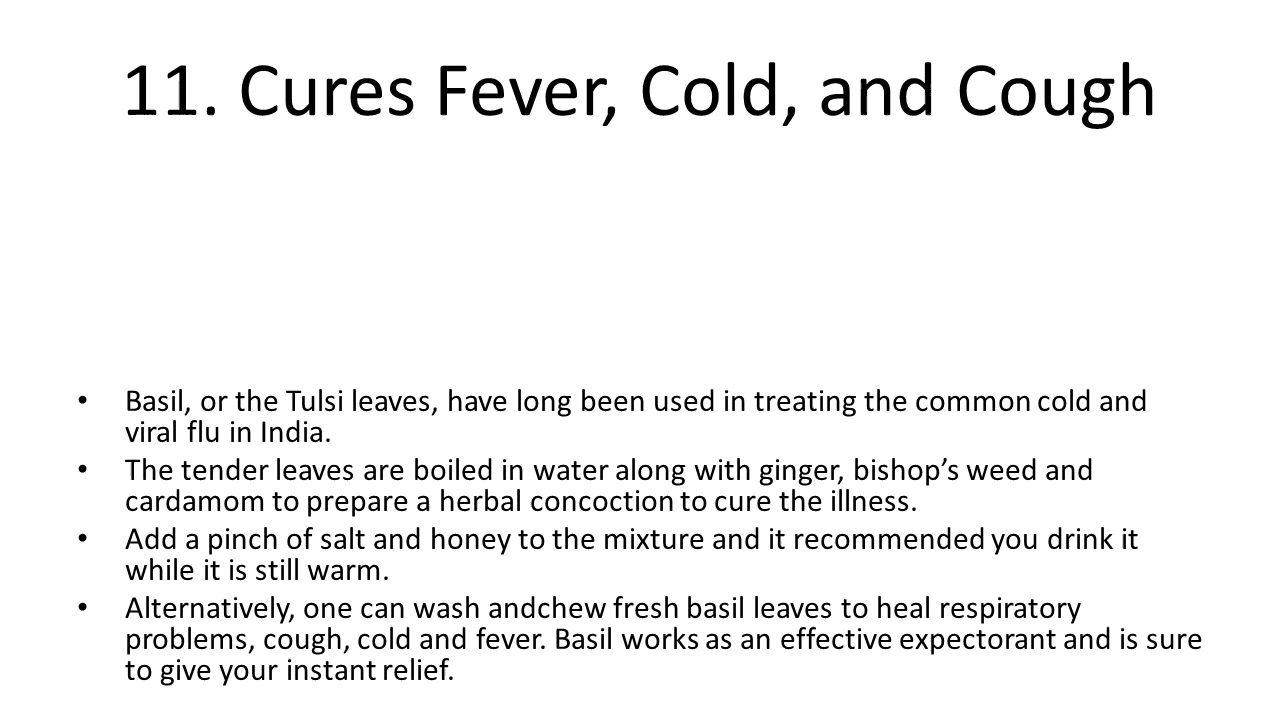 11. Cures Fever, Cold, and Cough
• Basil, or the Tulsi leaves, have long been used in treating the common cold and
viral flu in India.
• The tender leaves are boiled in water along with ginger, bishop’s weed and
cardamom to prepare a herbal concoction to cure the illness.
• Add a pinch of salt and honey to the mixture and it recommended you drink it
while it is still warm.
• Alternatively, one can wash andchew fresh basil leaves to heal respiratory
problems, cough, cold and fever. Basil works as an effective expectorant and is sure
to give your instant relief.